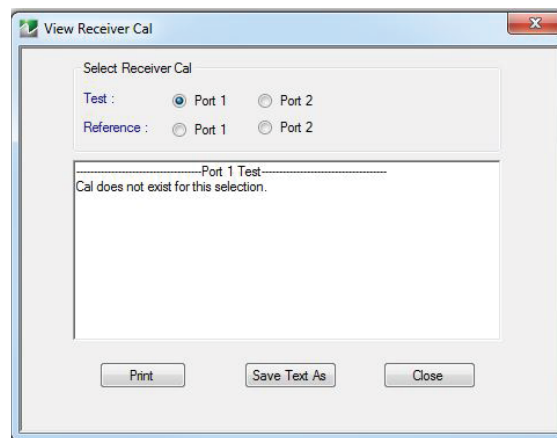 View Receiver Cal
Select Receiver Cal
Test : Port 1 Port 2
Reference : Port 1 Port 2
-----------------------------------Port 1 Test-----------------------------------
Cal does not exist for this selection.
Print Save Text As Close